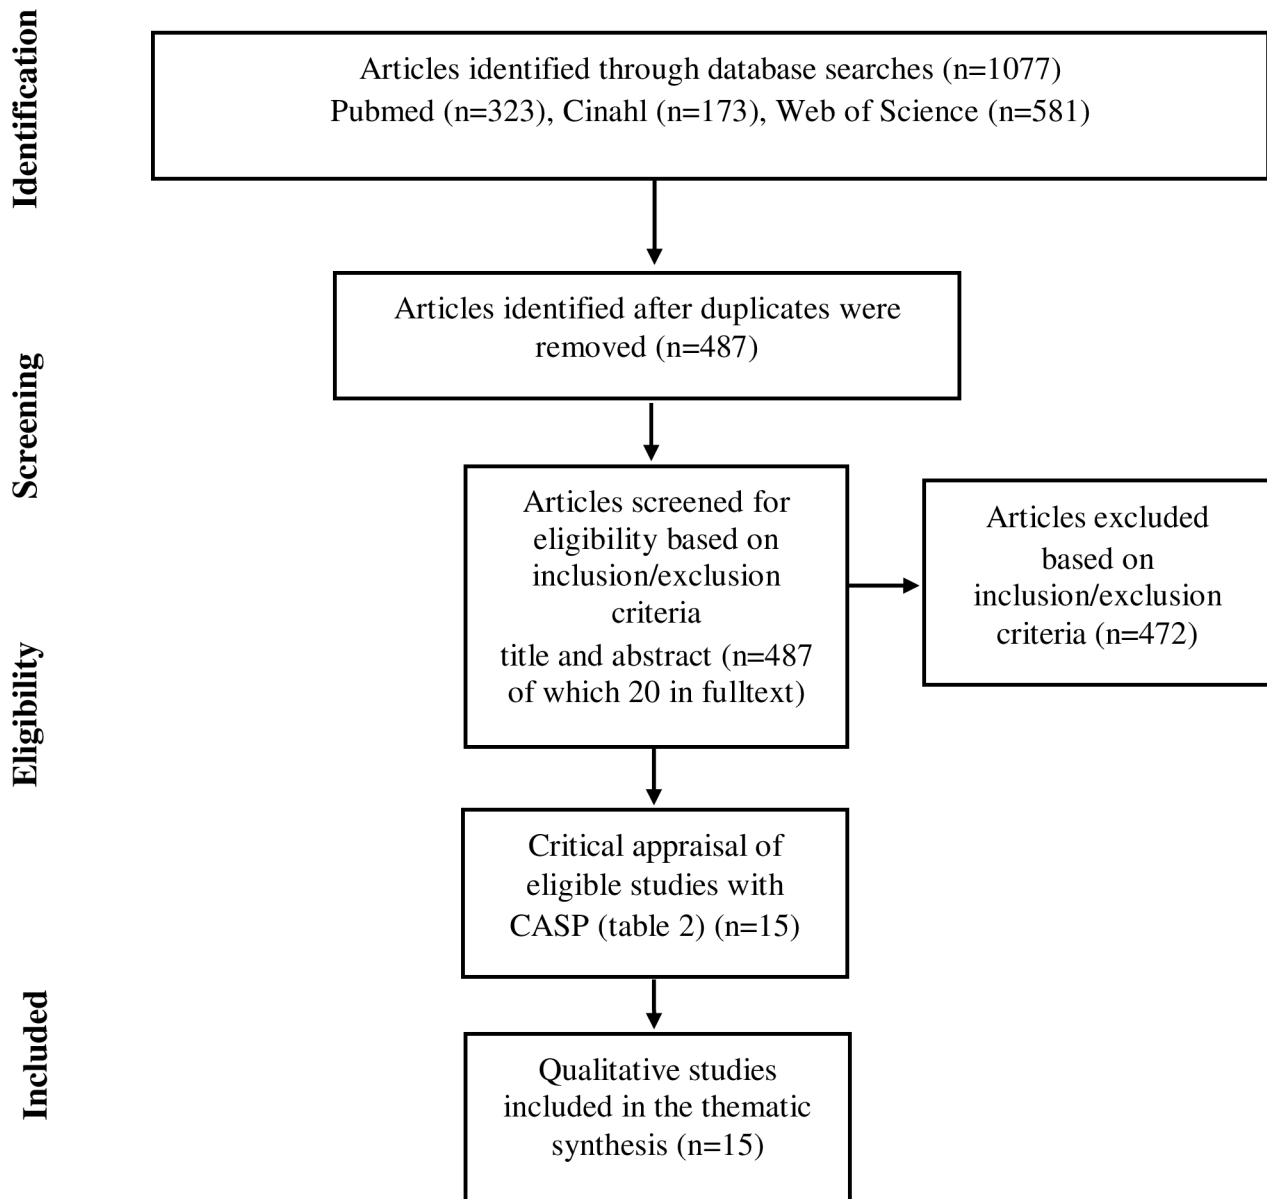 Identification
Articles identified through database searches (n=1077)
Pubmed (n=323), Cinahl (n=173), Web of Science (n=581)
Screening
Articles identified after duplicates were
removed (n=487)
Articles screened for
eligibility based on
inclusion/exclusion
criteria
title and abstract (n=487
of which 20 in fulltext)
Articles excluded
based on
inclusion/exclusion
criteria (n=472)
Eligibility
Critical appraisal of
eligible studies with
CASP (table 2) (n=15)
Included
Qualitative studies
included in the thematic
synthesis (n=15)